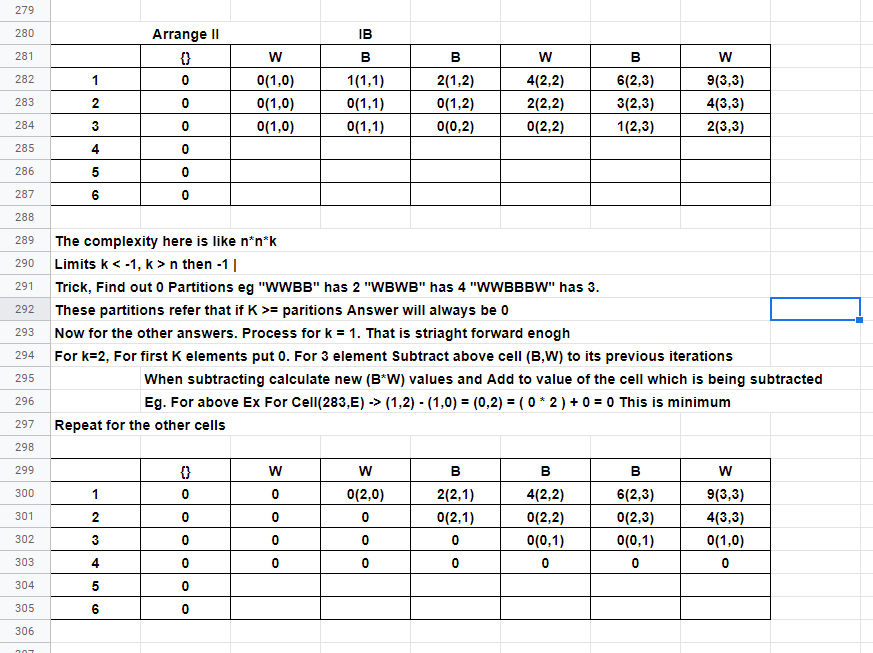 279
280 Arrange II IB
281 {} W B B W B W
282 1 0 0(1,0) 1(1,1) 2(1,2) 4(2,2) 6(2,3) 9(3,3)
283 2 0 0(1,0) 0(1,1) 0(1,2) 2(2,2) 3(2,3) 4(3,3)
284 3 0 0(1,0) 0(1,1) 0(0,2) 0(2,2) 1(2,3) 2(3,3)
285 4 0
286 5 0
287 6 0
288
289 The complexity here is like n*n*k
290 Limits k < -1, k > n then -1 |
291 Trick, Find out 0 Partitions eg "WWBB" has 2 "WBWB" has 4 "WWBBBW" has 3.
292 These partitions refer that if K >= paritions Answer will always be 0
293 Now for the other answers. Process for k = 1. That is striaght forward enogh
294 For k=2, For first K elements put 0. For 3 element Subtract above cell (B,W) to its previous iterations
295 When subtracting calculate new (B*W) values and Add to value of the cell which is being subtracted
296 Eg. For above Ex For Cell(283,E) -> (1,2) - (1,0) = (0,2) = ( 0 * 2 ) + 0 = 0 This is minimum
297 Repeat for the other cells
298
299 {} W W B B B W
300 1 0 0 0(2,0) 2(2,1) 4(2,2) 6(2,3) 9(3,3)
301 2 0 0 0 0(2,1) 0(2,2) 0(2,3) 4(3,3)
302 3 0 0 0 0 0(0,1) 0(0,1) 0(1,0)
303 4 0 0 0 0 0 0 0
304 5 0
305 6 0
306
307